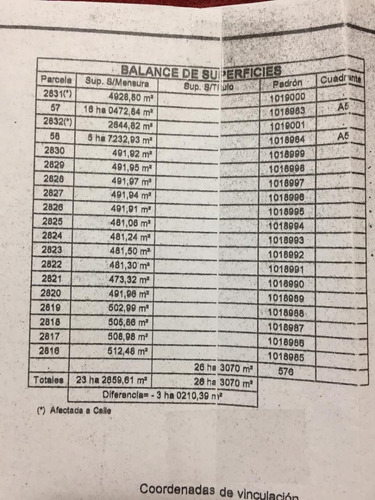 BALANCE DE SUPERFICIES
Parcela Sup. S/Mensura Sup. S/Título Padrón Cuadrante
2831(*) 4928,80 m² 1019000
57 16 ha 0472,84 m² 1018983 A5
2832(*) 2644,62 m² 1019001
58 5 ha 7232,93 m² 1018984 A5
2830 491,92 m² 1018999
2829 491,95 m² 1018998
2828 491,97 m² 1018997
2827 491,94 m² 1018996
2826 491,91 m² 1018995
2825 481,06 m² 1018994
2824 481,24 m² 1018993
2823 481,50 m² 1018992
2822 481,30 m² 1018991
2821 473,32 m² 1018990
2820 491,96 m² 1018989
2819 502,99 m² 1018988
2818 505,86 m² 1018987
2817 508,98 m² 1018986
2816 512,46 m² 1018985
26 ha 3070 m² 576
Totales 23 ha 2659,61 m² 26 ha 3070 m²
Diferencia= - 3 ha 0210,39 m²
(*) Afectada a Calle
Coordenadas de vinculación